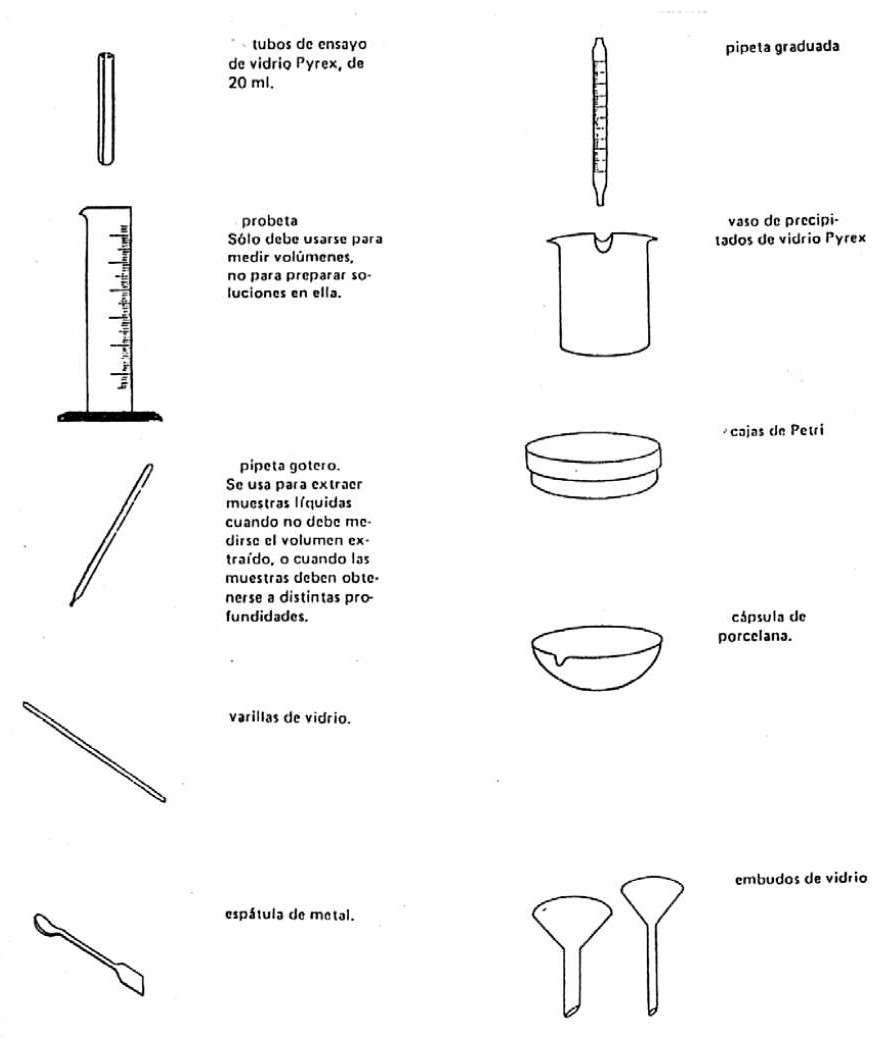 tubos de ensayo
de vidrio Pyrex, de
20 ml.
probeta
Sólo debe usarse para
medir volúmenes,
no para preparar so-
luciones en ella.
pipeta gotero.
Se usa para extraer
muestras líquidas
cuando no debe me-
dirse el volumen ex-
traído, o cuando las
muestras deben obte-
nerse a distintas pro-
fundidades.
varillas de vidrio.
espátula de metal.
pipeta graduada
vaso de precipi-
tados de vidrio Pyrex
cajas de Petri
cápsula de
porcelana.
embudos de vidrio